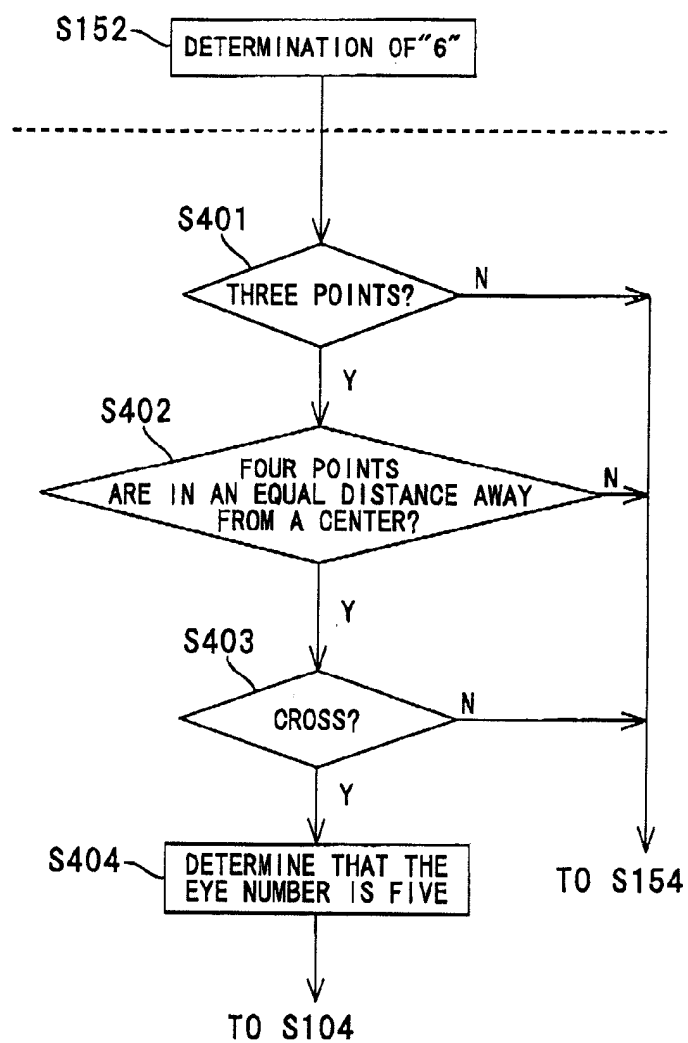 S152
DETERMINATION OF"6"
S401
THREE POINTS?
N
Y
S402
FOUR POINTS
ARE IN AN EQUAL DISTANCE AWAY
FROM A CENTER?
N
Y
S403
CROSS?
N
Y
S404
DETERMINE THAT THE
EYE NUMBER IS FIVE
TO S154
TO S104